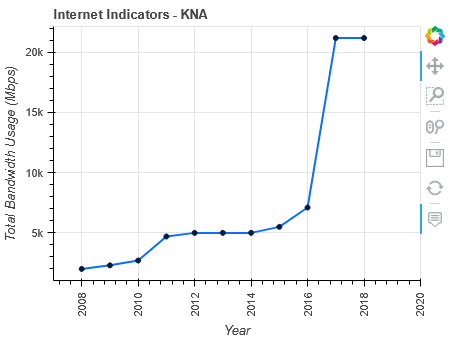 Internet Indicators - KNA
Total Bandwidth Usage (Mbps)
20k
15k
10k
5k
2008
2010
2012
2014
2016
2018
2020
Year